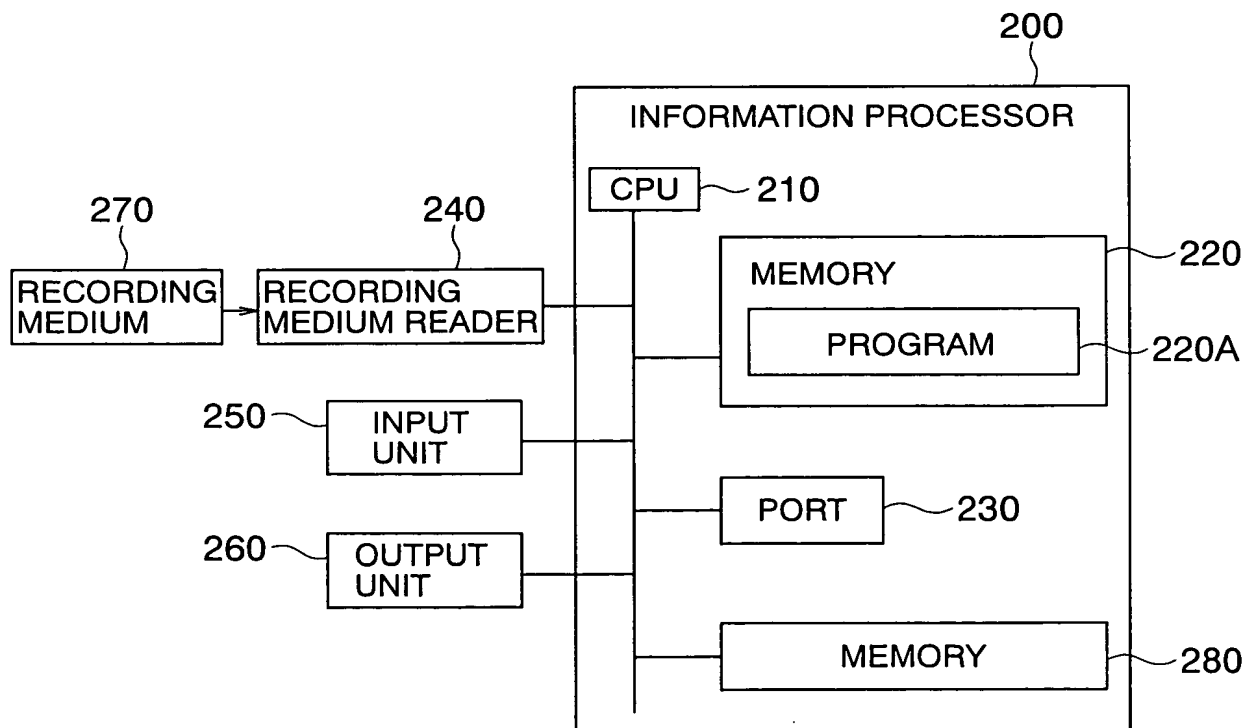 200
INFORMATION PROCESSOR
CPU
210
270
240
RECORDING
MEDIUM
RECORDING
MEDIUM READER
MEMORY
220
PROGRAM
220A
250
INPUT
UNIT
PORT
230
260
OUTPUT
UNIT
MEMORY
280